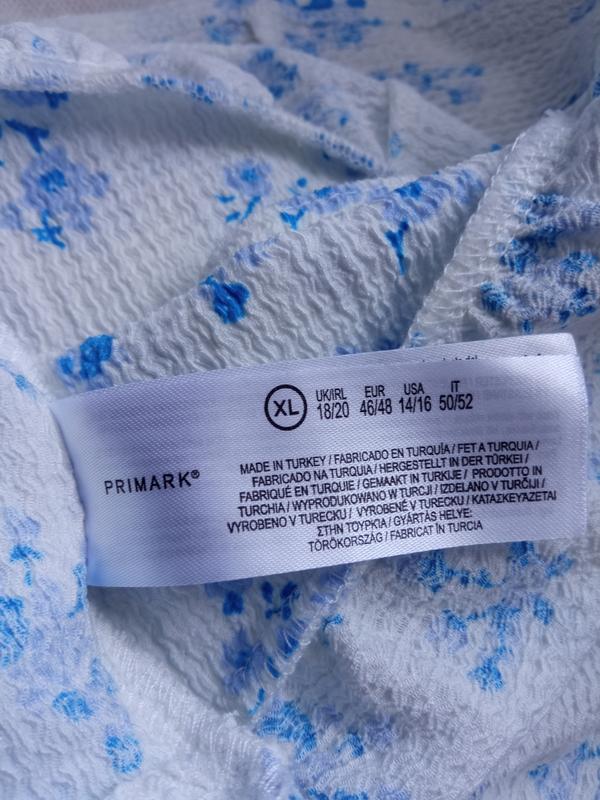 XL
UK/IRL EUR USA IT
18/20 46/48 14/16 50/52
PRIMARK®
MADE IN TURKEY / FABRICADO EN TURQUÍA / FET A TURQUIA /
FABRICADO NA TURQUIA / HERGESTELLT IN DER TÜRKEI /
FABRIQUÉ EN TURQUIE / GEMAAKT IN TURKIJE / PRODOTTO IN
TURCHIA / WYPRODUKOWANO W TURCJI / IZDELANO V TURČIJI /
VYROBENO V TURECKU / VYROBENÉ V TURECKU / ΚΑΤΑΣΚΕΥΆΖΕΤΑΙ
ΣΤΗΝ ΤΟΥΡΚΙΑ / GYÁRTÁS HELYE:
TÖRÖKORSZÁG / FABRICAT ÎN TURCIA